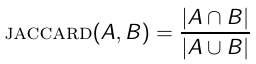 JACCARD(A, B) = |A ∩ B| / |A ∪ B|